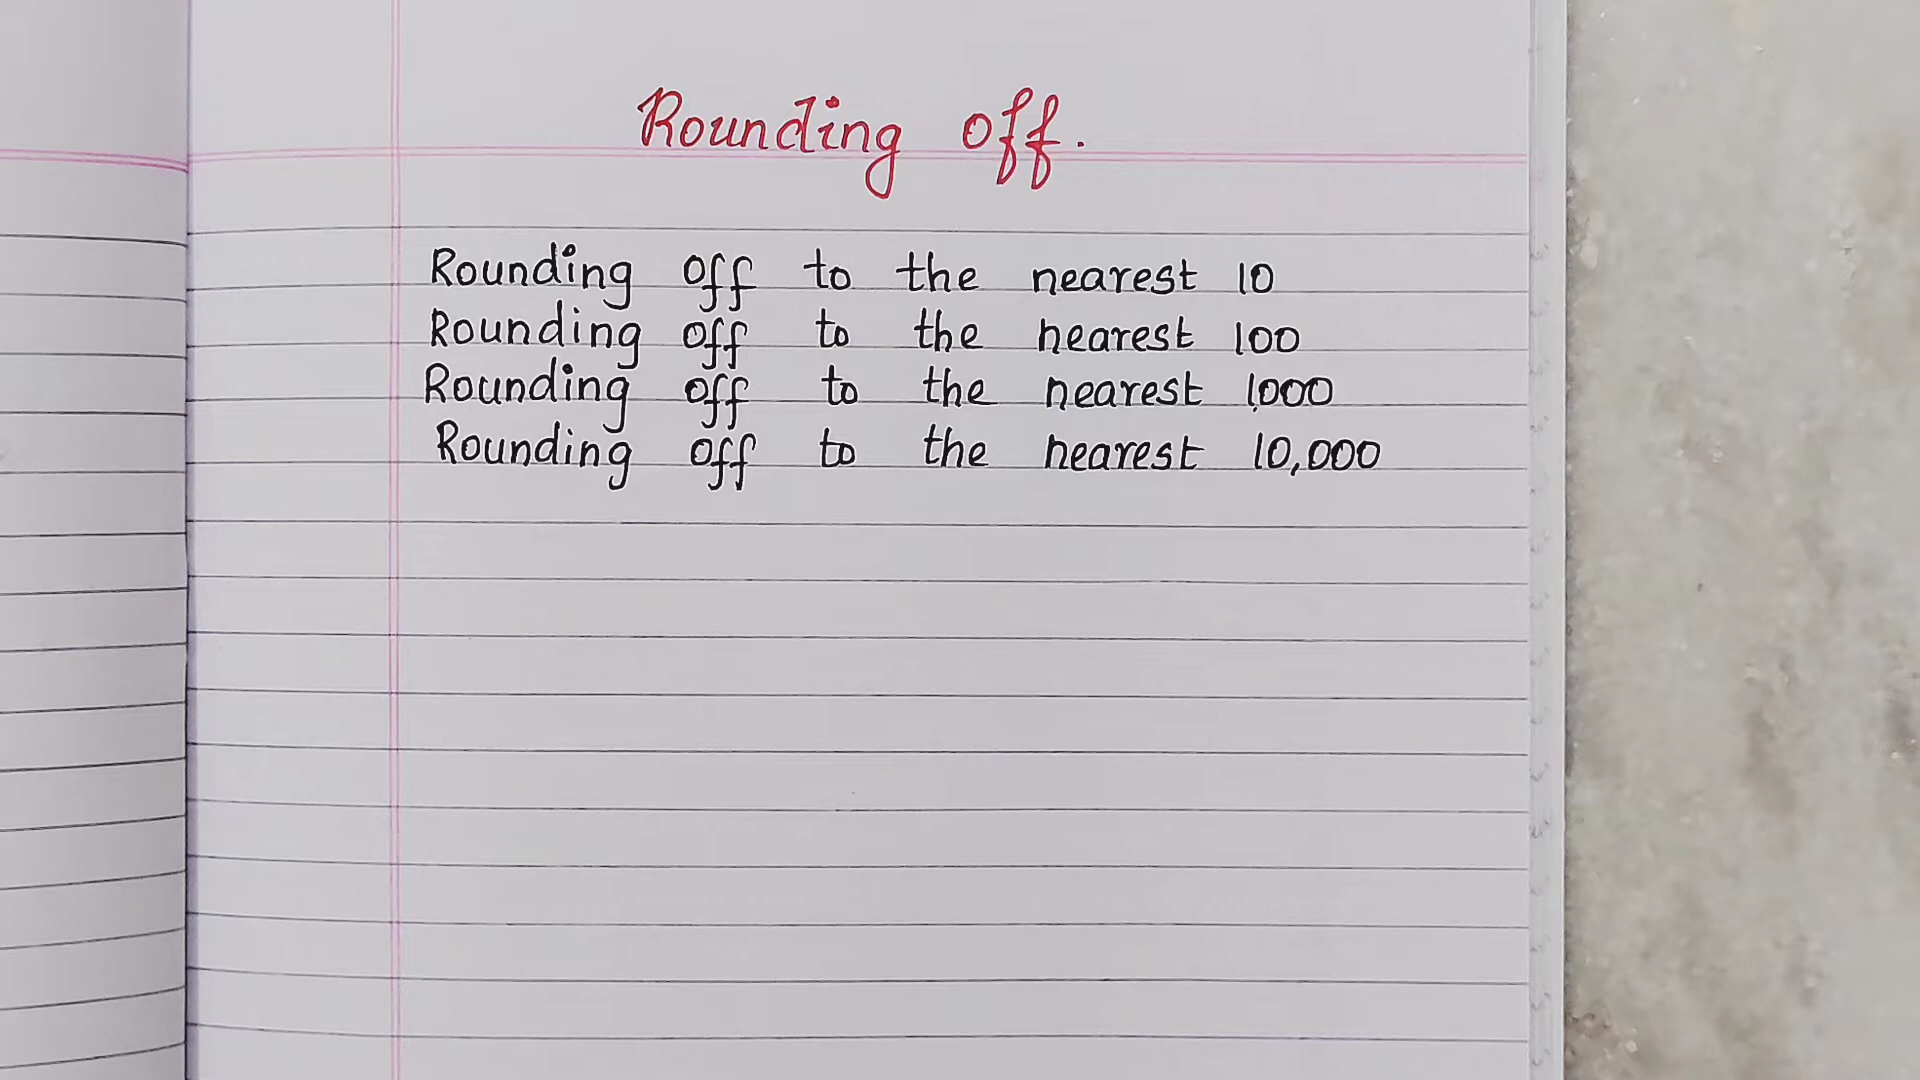 Rounding off.
Rounding off to the nearest 10
Rounding off to the nearest 100
Rounding off to the nearest 1,000
Rounding off to the nearest 10,000